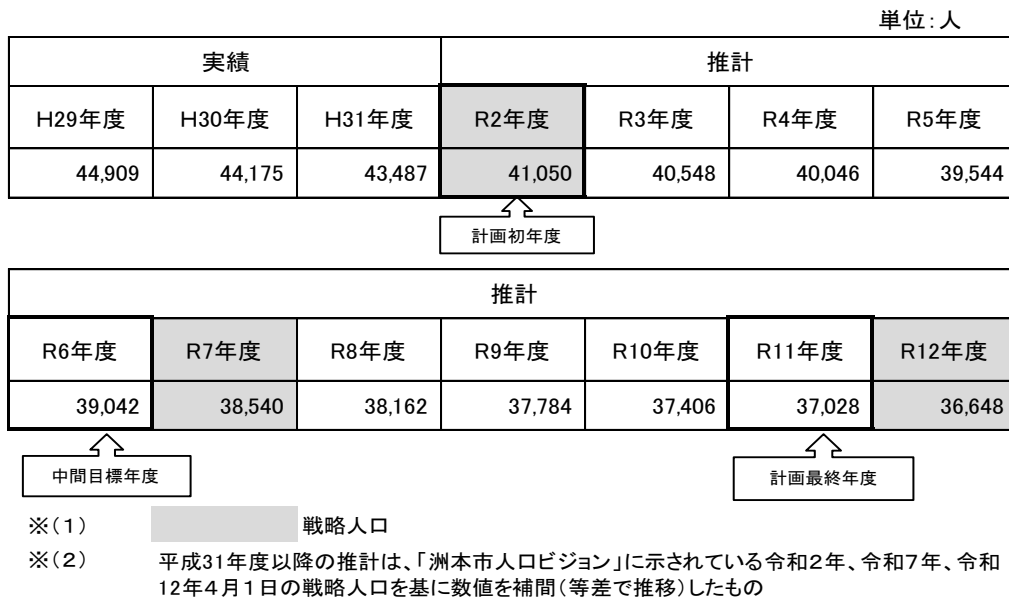 単位：人
実績 推計
H29年度 H30年度 H31年度 R2年度 R3年度 R4年度 R5年度
44,909 44,175 43,487 41,050 40,548 40,046 39,544
計画初年度
推計
R6年度 R7年度 R8年度 R9年度 R10年度 R11年度 R12年度
39,042 38,540 38,162 37,784 37,406 37,028 36,648
中間目標年度 計画最終年度
※（１） 戦略人口
※（２） 平成31年度以降の推計は、「洲本市人口ビジョン」に示されている令和２年、令和７年、令和
12年４月１日の戦略人口を基に数値を補間（等差で推移）したもの